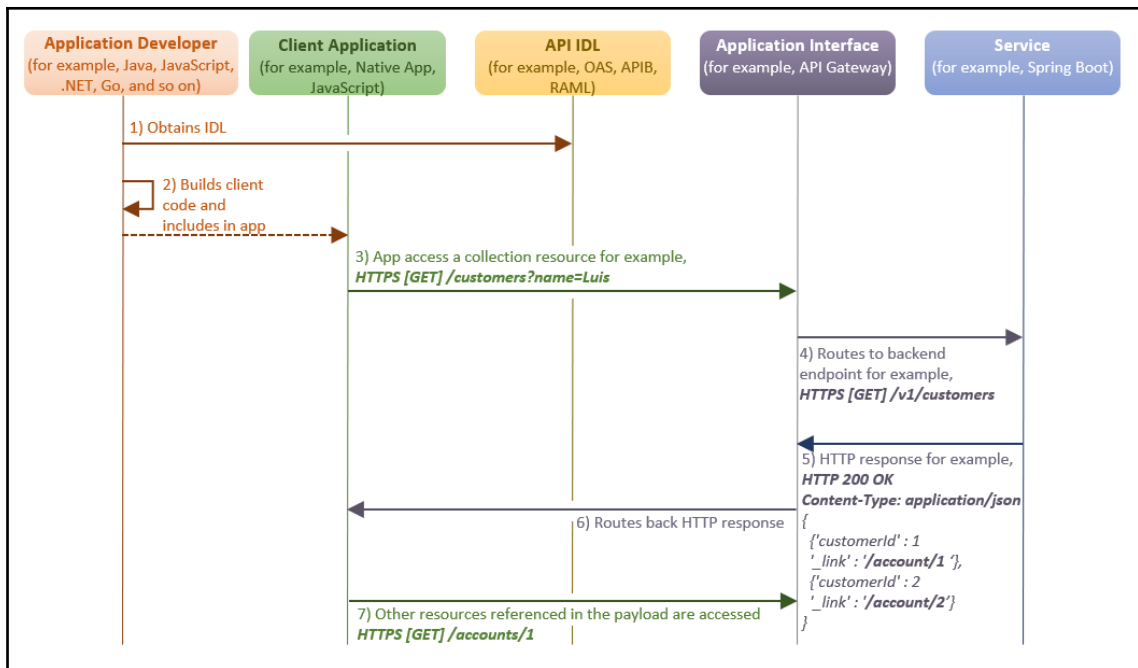 Application Developer
(for example, Java, JavaScript,
.NET, Go, and so on)
Client Application
(for example, Native App,
JavaScript)
API IDL
(for example, OAS, APIB,
RAML)
Application Interface
(for example, API Gateway)
Service
(for example, Spring Boot)
1) Obtains IDL
2) Builds client
code and
includes in app
3) App access a collection resource for example,
HTTPS [GET] /customers?name=Luis
4) Routes to backend
endpoint for example,
HTTPS [GET] /v1/customers
5) HTTP response for example,
HTTP 200 OK
Content-Type: application/json
{
{'customerId' : 1
'_link' : '/account/1 ‘},
{'customerId' : 2
'_link' : '/account/2‘}
}
6) Routes back HTTP response
7) Other resources referenced in the payload are accessed
HTTPS [GET] /accounts/1